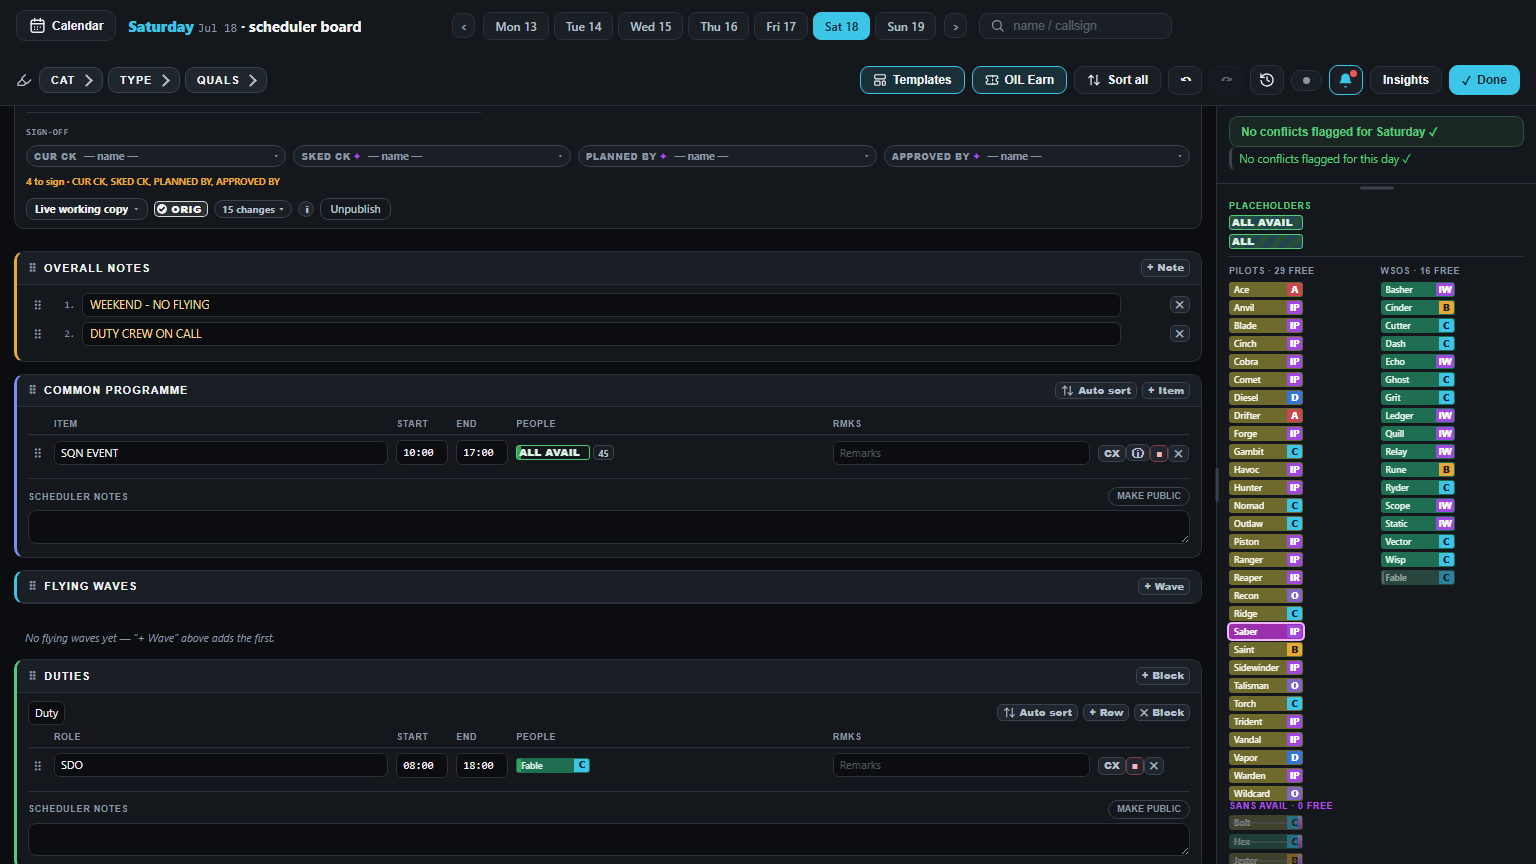 Calendar
Saturday Jul 18 · scheduler board
Mon 13
Tue 14
Wed 15
Thu 16
Fri 17
Sat 18
Sun 19
name / callsign
CAT
TYPE
QUALS
Templates
OIL Earn
Sort all
Insights
✓ Done
SIGN-OFF
CUR CK — name —
SKED CK ✦ — name —
PLANNED BY ✦ — name —
APPROVED BY ✦ — name —
4 to sign · CUR CK, SKED CK, PLANNED BY, APPROVED BY
Live working copy
ORIG
15 changes
i
Unpublish
OVERALL NOTES
+ Note
1. WEEKEND - NO FLYING
2. DUTY CREW ON CALL
COMMON PROGRAMME
Auto sort
+ Item
ITEM START END PEOPLE RMKS
SQN EVENT 10:00 17:00 ALL AVAIL 45 Remarks CX
SCHEDULER NOTES
MAKE PUBLIC
FLYING WAVES
+ Wave
No flying waves yet — "+ Wave" above adds the first.
DUTIES
+ Block
Duty
Auto sort
+ Row
✕ Block
ROLE START END PEOPLE RMKS
SDO 08:00 18:00 Fable C Remarks CX
SCHEDULER NOTES
MAKE PUBLIC
No conflicts flagged for Saturday ✓
No conflicts flagged for this day ✓
PLACEHOLDERS
ALL AVAIL
ALL
PILOTS · 29 FREE
Ace A
Anvil IP
Blade IP
Cinch IP
Cobra IP
Comet IP
Diesel D
Drifter A
Forge IP
Gambit C
Havoc IP
Hunter IP
Nomad C
Outlaw C
Piston IP
Ranger IP
Reaper IR
Recon O
Ridge C
Saber IP
Saint B
Sidewinder IP
Talisman O
Torch C
Trident IP
Vandal IP
Vapor D
Warden IP
Wildcard O
WSOS · 16 FREE
Basher IW
Cinder B
Cutter C
Dash C
Echo IW
Ghost C
Grit C
Ledger IW
Quill IW
Relay IW
Rune B
Ryder C
Scope IW
Static IW
Vector C
Wisp C
Fable C
SANS AVAIL · 0 FREE
Bolt C
Hex C
Jester B